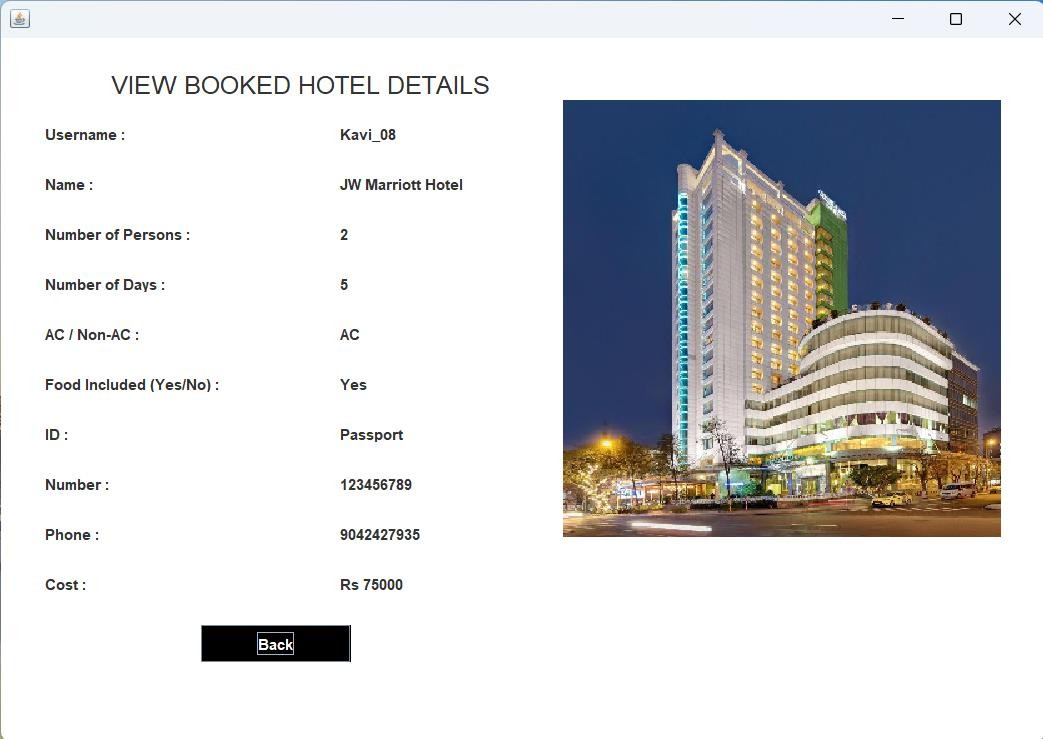 VIEW BOOKED HOTEL DETAILS
Username : Kavi_08
Name : JW Marriott Hotel
Number of Persons : 2
Number of Days : 5
AC / Non-AC : AC
Food Included (Yes/No) : Yes
ID : Passport
Number : 123456789
Phone : 9042427935
Cost : Rs 75000
Back